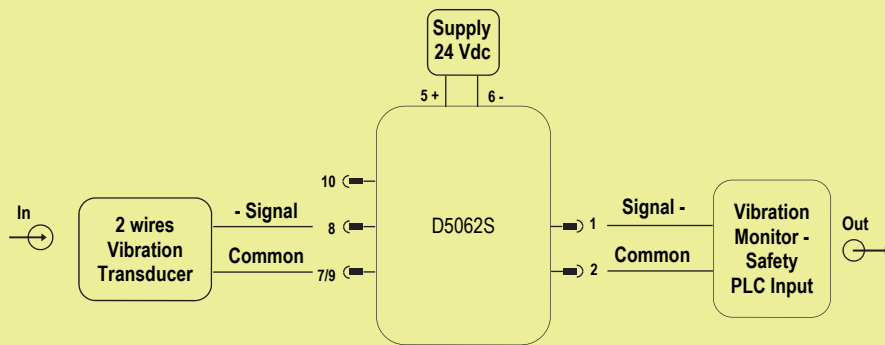 Supply
24 Vdc
5 +
6 -
10
In
2 wires
Vibration
Transducer
- Signal
8
Common
7/9
D5062S
1
Signal -
2
Common
Vibration
Monitor -
Safety
PLC Input
Out